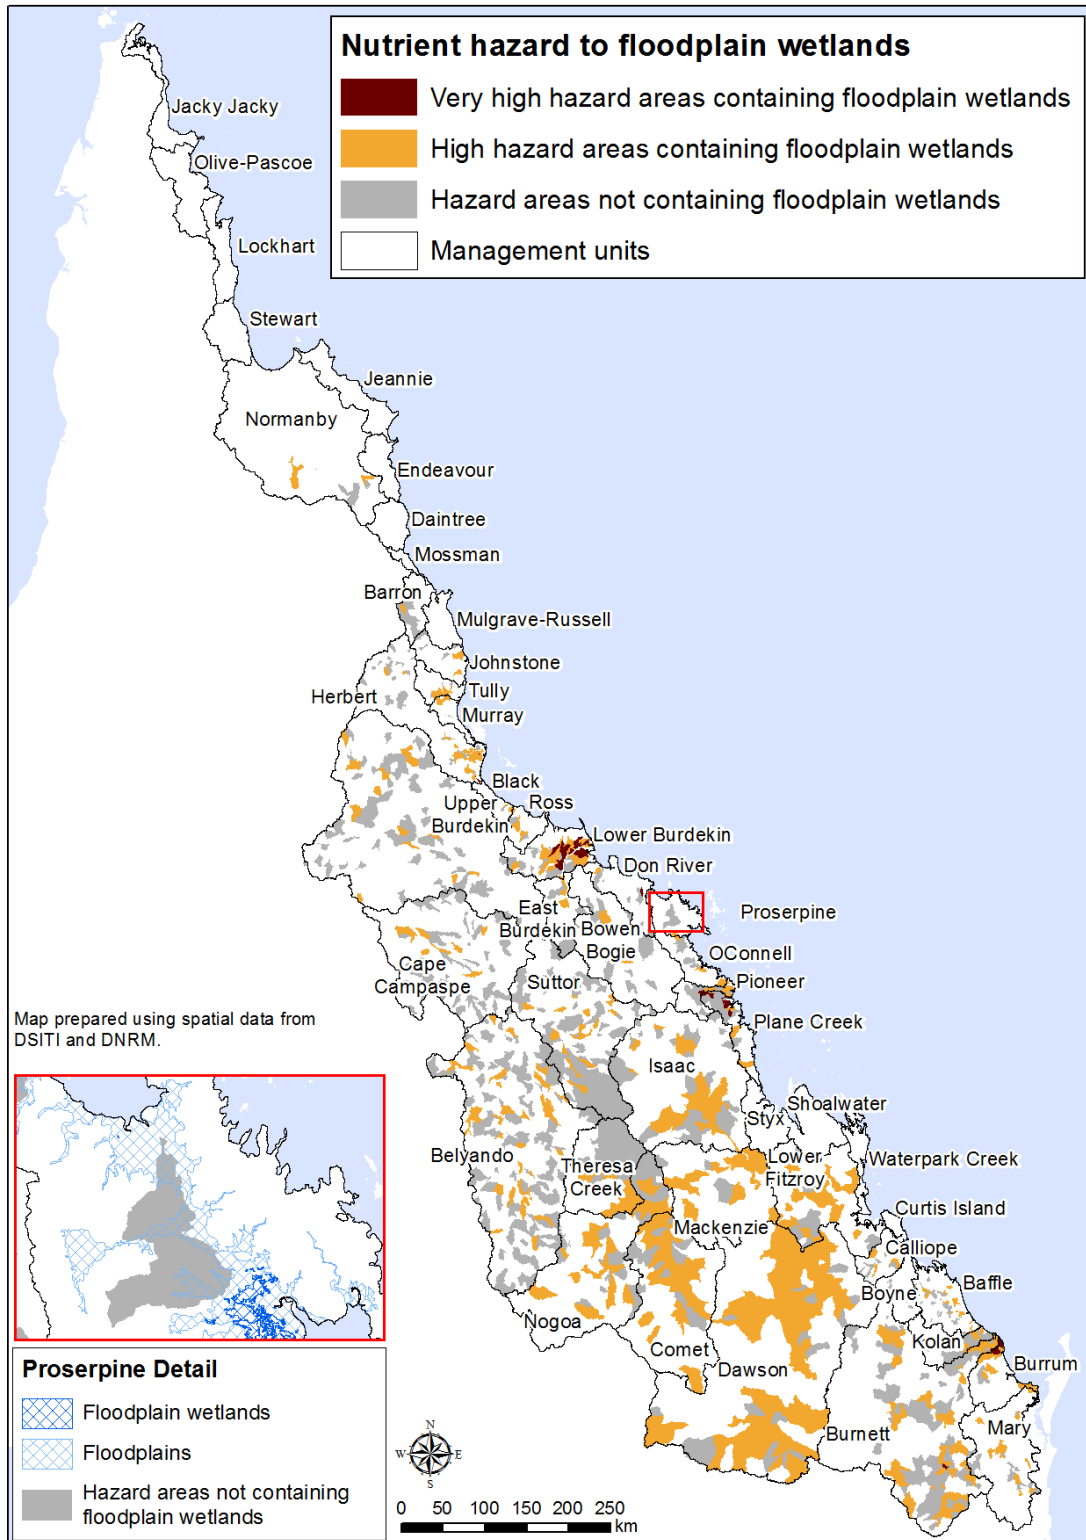 Nutrient hazard to floodplain wetlands
Very high hazard areas containing floodplain wetlands
High hazard areas containing floodplain wetlands
Hazard areas not containing floodplain wetlands
Management units
Jacky Jacky
Olive-Pascoe
Lockhart
Stewart
Jeannie
Normanby
Endeavour
Daintree
Mossman
Barron
Mulgrave-Russell
Johnstone
Herbert
Tully
Murray
Black
Upper
Burdekin
Ross
Lower Burdekin
Don River
East
Burdekin
Bowen
Bogie
Proserpine
OConnell
Cape
Campaspe
Suttor
Pioneer
Plane Creek
Map prepared using spatial data from
DSITI and DNRM.
Isaac
Styx
Shoalwater
Belyando
Theresa
Creek
Lower
Fitzroy
Waterpark Creek
Mackenzie
Curtis Island
Calliope
Boyne
Baffle
Nogoa
Comet
Dawson
Kolan
Burrum
Burnett
Mary
Proserpine Detail
Floodplain wetlands
Floodplains
Hazard areas not containing
floodplain wetlands
N
W E
S
0 50 100 150 200 250
km